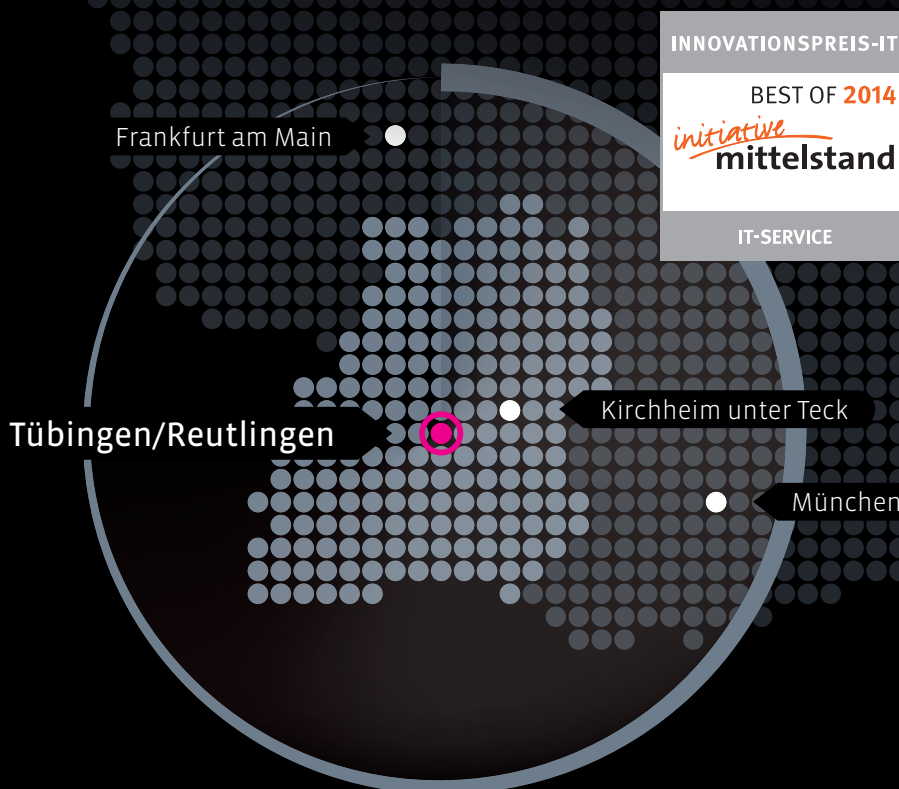 INNOVATIONSPREIS-IT
BEST OF 2014
initiative
mittelstand
IT-SERVICE
Frankfurt am Main
Kirchheim unter Teck
Tübingen/Reutlingen
München